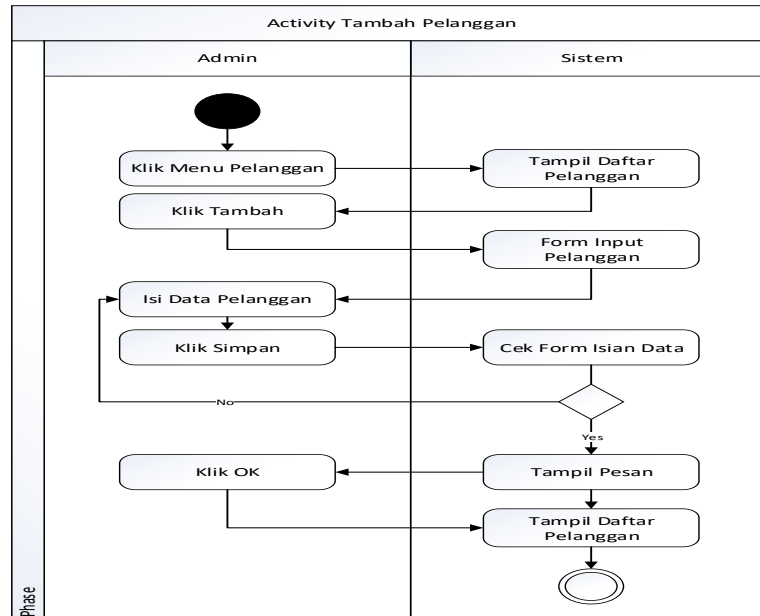 Activity Tambah Pelanggan
Admin
Sistem
Klik Menu Pelanggan
Tampil Daftar
Pelanggan
Klik Tambah
Form Input
Pelanggan
Isi Data Pelanggan
Klik Simpan
Cek Form Isian Data
No
Yes
Klik OK
Tampil Pesan
Tampil Daftar
Pelanggan
Phase